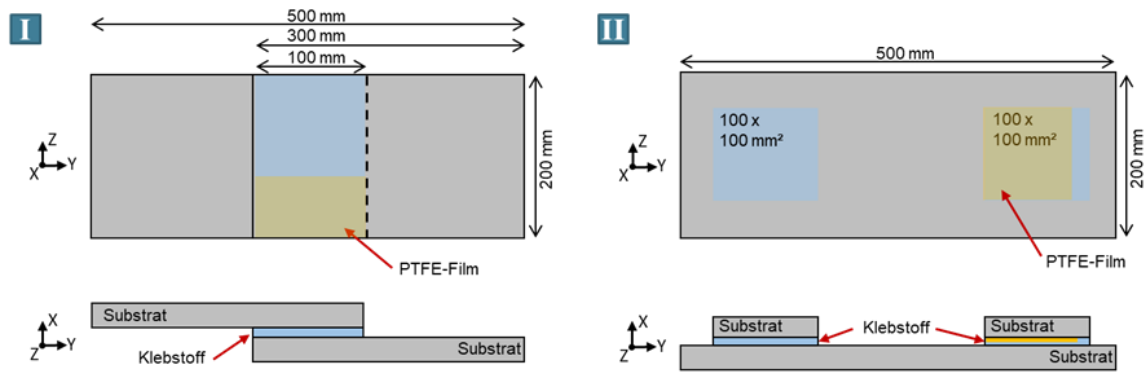 I
500 mm
300 mm
100 mm
Z
X
Y
200 mm
PTFE-Film
X
Z
Y
Substrat
Klebstoff
Substrat
II
500 mm
Z
X
Y
100 x
100 mm²
100 x
100 mm²
200 mm
PTFE-Film
X
Z
Y
Substrat
Klebstoff
Substrat
Substrat